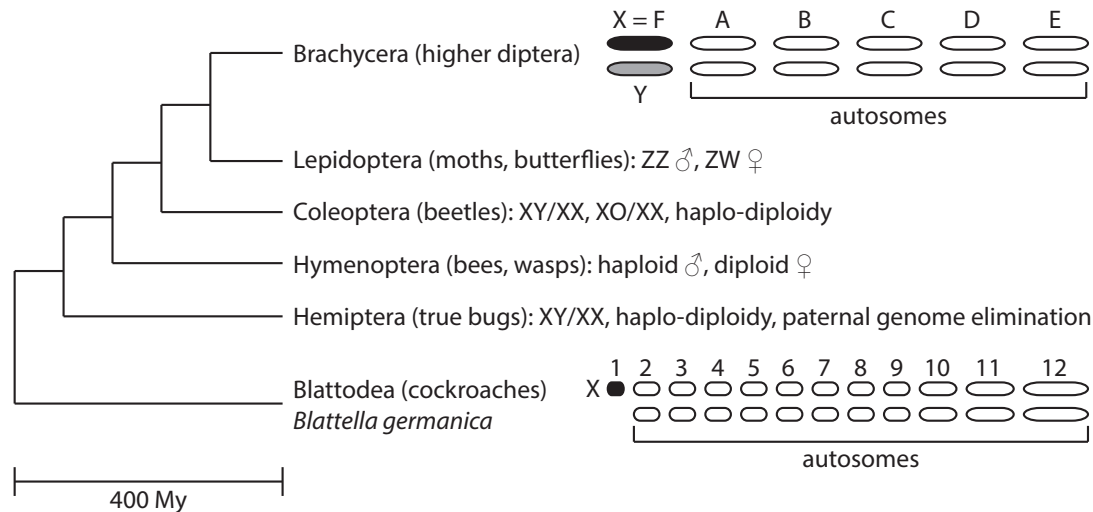 X = F A B C D E
Brachycera (higher diptera)
Y
autosomes
Lepidoptera (moths, butterflies): ZZ ♂, ZW ♀
Coleoptera (beetles): XY/XX, XO/XX, haplo-diploidy
Hymenoptera (bees, wasps): haploid ♂, diploid ♀
Hemiptera (true bugs): XY/XX, haplo-diploidy, paternal genome elimination
1 2 3 4 5 6 7 8 9 10 11 12
Blattodea (cockroaches) X
Blattella germanica
autosomes
400 My